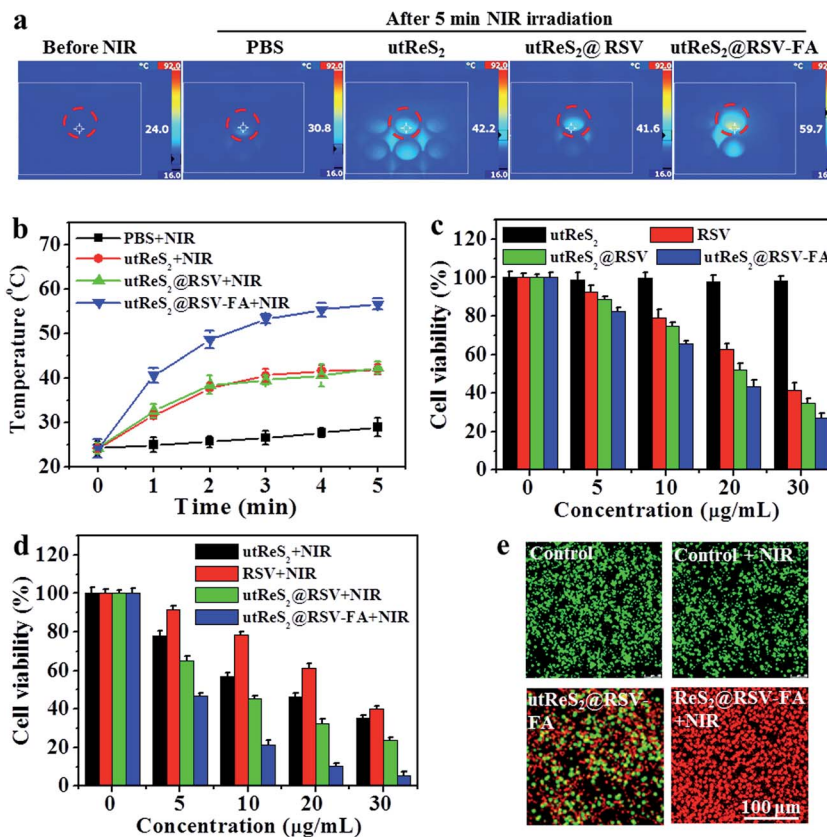 a
After 5 min NIR irradiation
Before NIR PBS utReS₂ utReS₂@RSV utReS₂@RSV-FA
°C 92.0 °C 92.0 °C 92.0 °C 92.0 °C 92.0
24.0 30.8 42.2 41.6 59.7
16.0 16.0 16.0 16.0 16.0
b
PBS+NIR
utReS₂+NIR
utReS₂@RSV+NIR
utReS₂@RSV-FA+NIR
Temperature (°C)
70
60
50
40
30
20
0 1 2 3 4 5
Time (min)
c
utReS₂ RSV
utReS₂@RSV utReS₂@RSV-FA
Cell viability (%)
120
100
80
60
40
20
0
0 5 10 20 30
Concentration (µg/mL)
d
utReS₂+NIR
RSV+NIR
utReS₂@RSV+NIR
utReS₂@RSV-FA+NIR
Cell viability (%)
120
100
80
60
40
20
0
0 5 10 20 30
Concentration (µg/mL)
e
Control
Control + NIR
utReS₂@RSV-
FA
ReS₂@RSV-FA
+NIR
100 µm